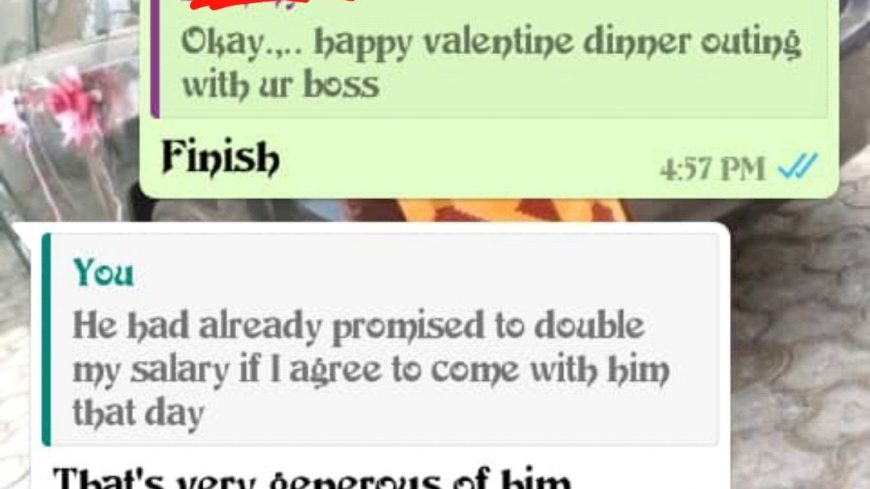 Okay.,.. happy valentine dinner outing
with ur boss
Finish
4:57 PM
You
He had already promised to double
my salary if I agree to come with him
that day
That's very generous of him